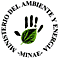 MINISTERIO DEL AMBIENTE Y ENERGIA
-MINAE-